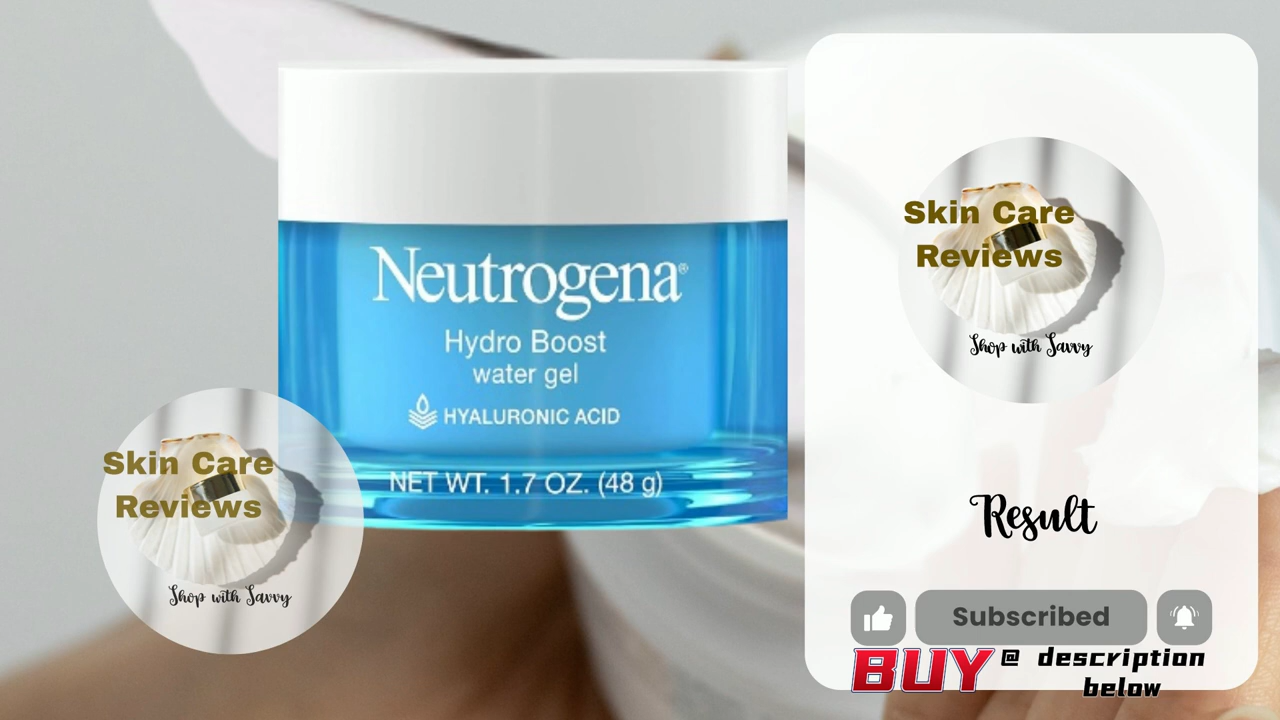 Neutrogena®
Hydro Boost
water gel
HYALURONIC ACID
NET WT. 1.7 OZ. (48 g)
Skin Care
Reviews
Shop with Savvy
Skin Care
Reviews
Shop with Savvy
Result
Subscribed
BUY @ description
below